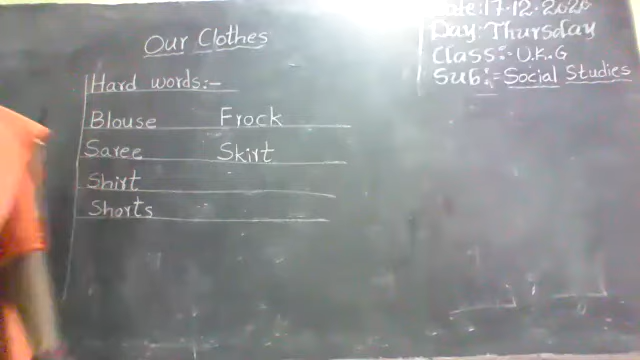 Our Clothes
Date:17.12.2020
Day:Thursday
Class:-U.K.G
Sub:-Social Studies
Hard words:-
Blouse Frock
Saree Skirt
Shirt
Shorts